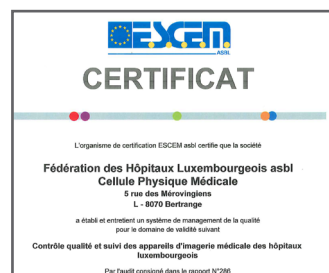 ESCEM
ASBL
CERTIFICAT
L'organisme de certification ESCEM asbl certifie que la société
Fédération des Hôpitaux Luxembourgeois asbl
Cellule Physique Médicale
5 rue des Mérovingiens
L - 8070 Bertrange
a établi et entretient un système de management de la qualité
pour le domaine de validité suivant
Contrôle qualité et suivi des appareils d'imagerie médicale des hôpitaux
luxembourgeois
Par l'audit consigné dans le rapport N°286